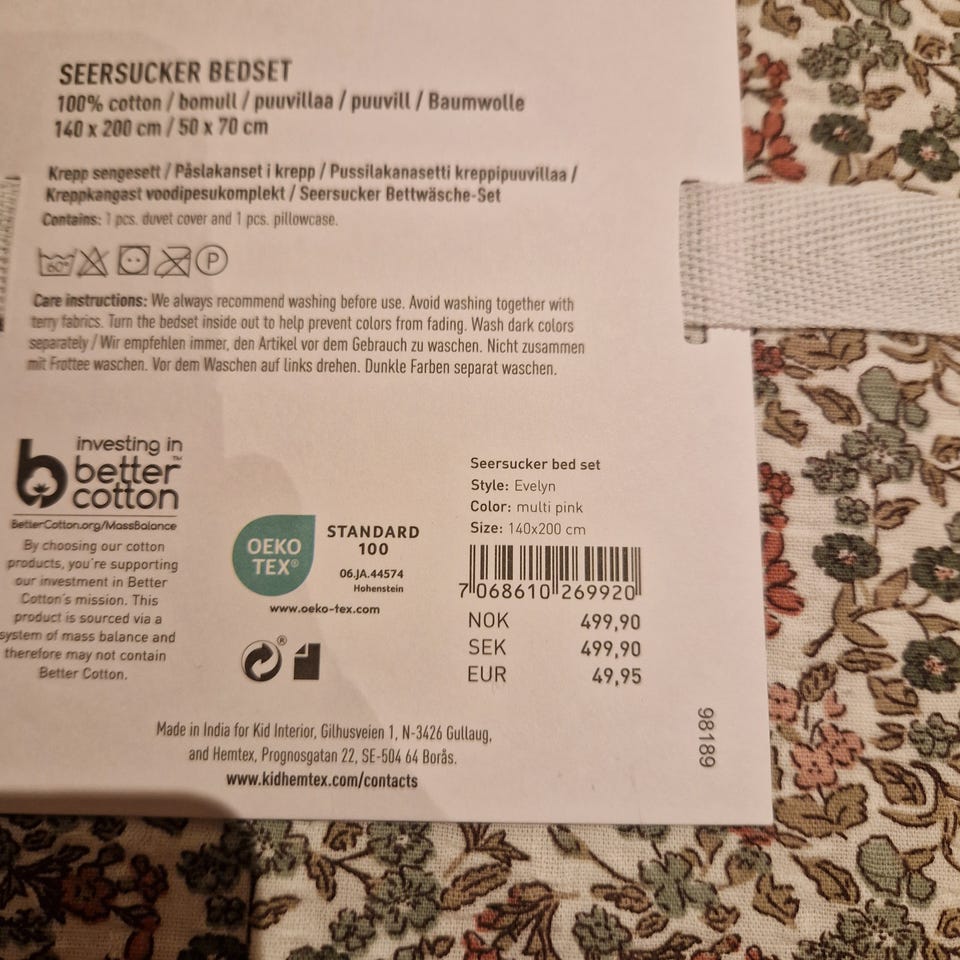 SEERSUCKER BEDSET
100% cotton / bomull / puuvillaa / puuvill / Baumwolle
140 x 200 cm / 50 x 70 cm
Krepp sengesett / Påslakanset i krepp / Pussilakanasetti kreppipuuvillaa /
Kreppkangast voodipesukomplekt / Seersucker Bettwäsche-Set
Contains: 1 pcs. duvet cover and 1 pcs. pillowcase.
60°
P
Care instructions: We always recommend washing before use. Avoid washing together with
terry fabrics. Turn the bedset inside out to help prevent colors from fading. Wash dark colors
separately / Wir empfehlen immer, den Artikel vor dem Gebrauch zu waschen. Nicht zusammen
mit Frottee waschen. Vor dem Waschen auf links drehen. Dunkle Farben separat waschen.
investing in
better™
cotton
BetterCotton.org/MassBalance
By choosing our cotton
products, you're supporting
our investment in Better
Cotton's mission. This
product is sourced via a
system of mass balance and
therefore may not contain
Better Cotton.
OEKO
TEX®
STANDARD
100
06.JA.44574
Hohenstein
www.oeko-tex.com
®
Seersucker bed set
Style: Evelyn
Color: multi pink
Size: 140x200 cm
7 068610 269920
NOK 499,90
SEK 499,90
EUR 49,95
Made in India for Kid Interior, Gilhusveien 1, N-3426 Gullaug,
and Hemtex, Prognosgatan 22, SE-504 64 Borås.
www.kidhemtex.com/contacts
98189